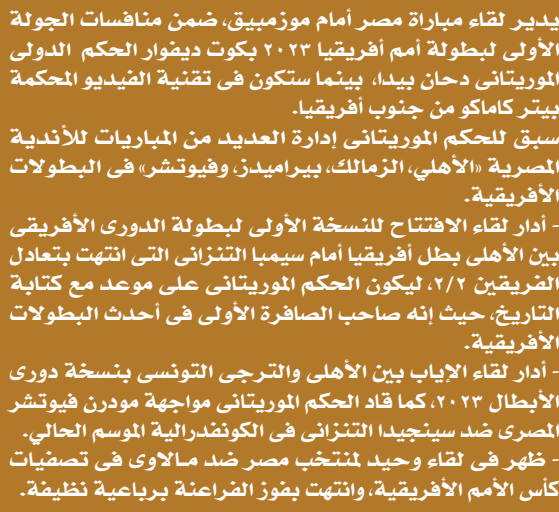 يدير لقاء مباراة مصر أمام موزمبيق، ضمن منافسات الجولة
الأولى لبطولة أمم أفريقيا ٢٠٢٣ بكوت ديفوار الحكم الدولى
الموريتانى دحان بيدا، بينما ستكون فى تقنية الفيديو المحكمة
بيتر كاماكو من جنوب أفريقيا.
سبق للحكم الموريتانى إدارة العديد من المباريات للأندية
المصرية «الأهلي، الزمالك، بيراميدز، وفيوتشر» فى البطولات
الأفريقية.
- أدار لقاء الافتتاح للنسخة الأولى لبطولة الدورى الأفريقى
بين الأهلى بطل أفريقيا أمام سيمبا التنزانى التى انتهت بتعادل
الفريقين ٢/٢، ليكون الحكم الموريتانى على موعد مع كتابة
التاريخ، حيث إنه صاحب الصافرة الأولى فى أحدث البطولات
الأفريقية.
- أدار لقاء الإياب بين الأهلى والترجى التونسى بنسخة دورى
الأبطال ٢٠٢٣، كما قاد الحكم الموريتانى مواجهة مودرن فيوتشر
المصرى ضد سينجيدا التنزانى فى الكونفدرالية الموسم الحالي.
- ظهر فى لقاء وحيد لمنتخب مصر ضد مالاوى فى تصفيات
كأس الأمم الأفريقية، وانتهت بفوز الفراعنة برباعية نظيفة.